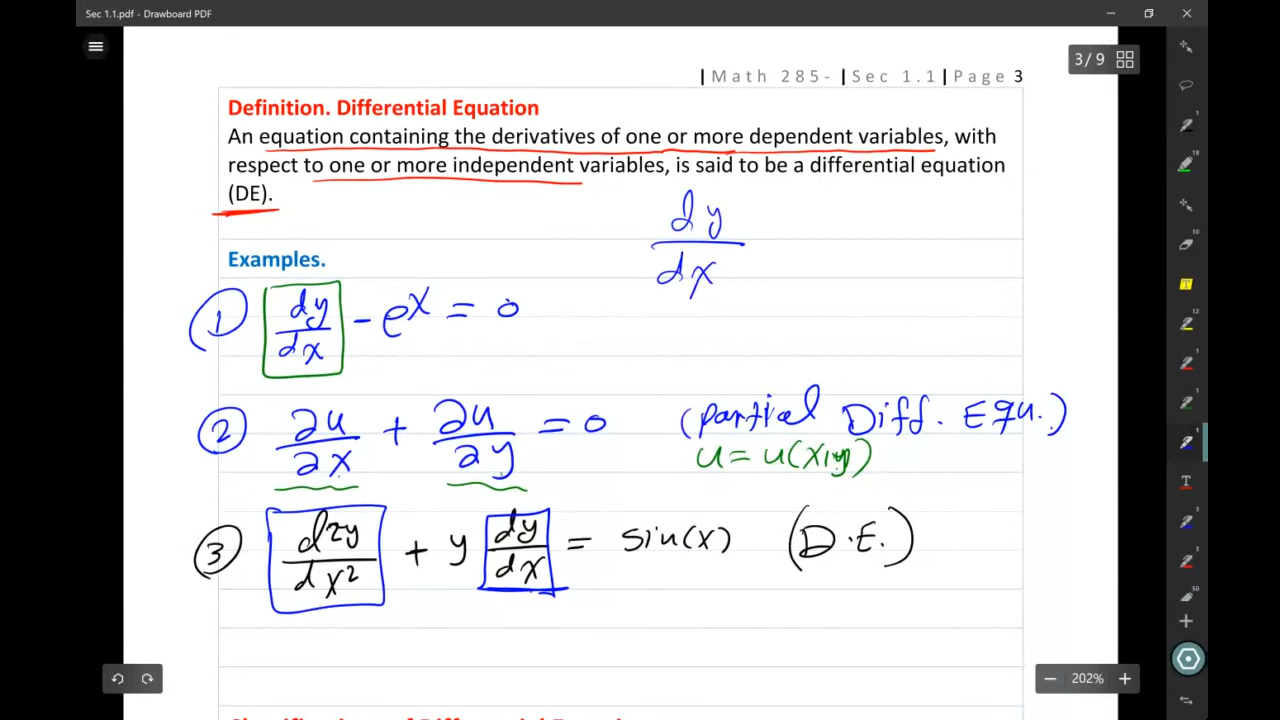 Sec 1.1.pdf - Drawboard PDF
3/9
|Math 285- |Sec 1.1|Page 3
Definition. Differential Equation
An equation containing the derivatives of one or more dependent variables, with
respect to one or more independent variables, is said to be a differential equation
(DE).
dy/dx
Examples.
① dy/dx - e^x = 0
② ∂u/∂x + ∂u/∂y = 0 (partial Diff. Equ.)
u = u(x,y)
③ d²y/dx² + y dy/dx = sin(x) (D.E.)
202%